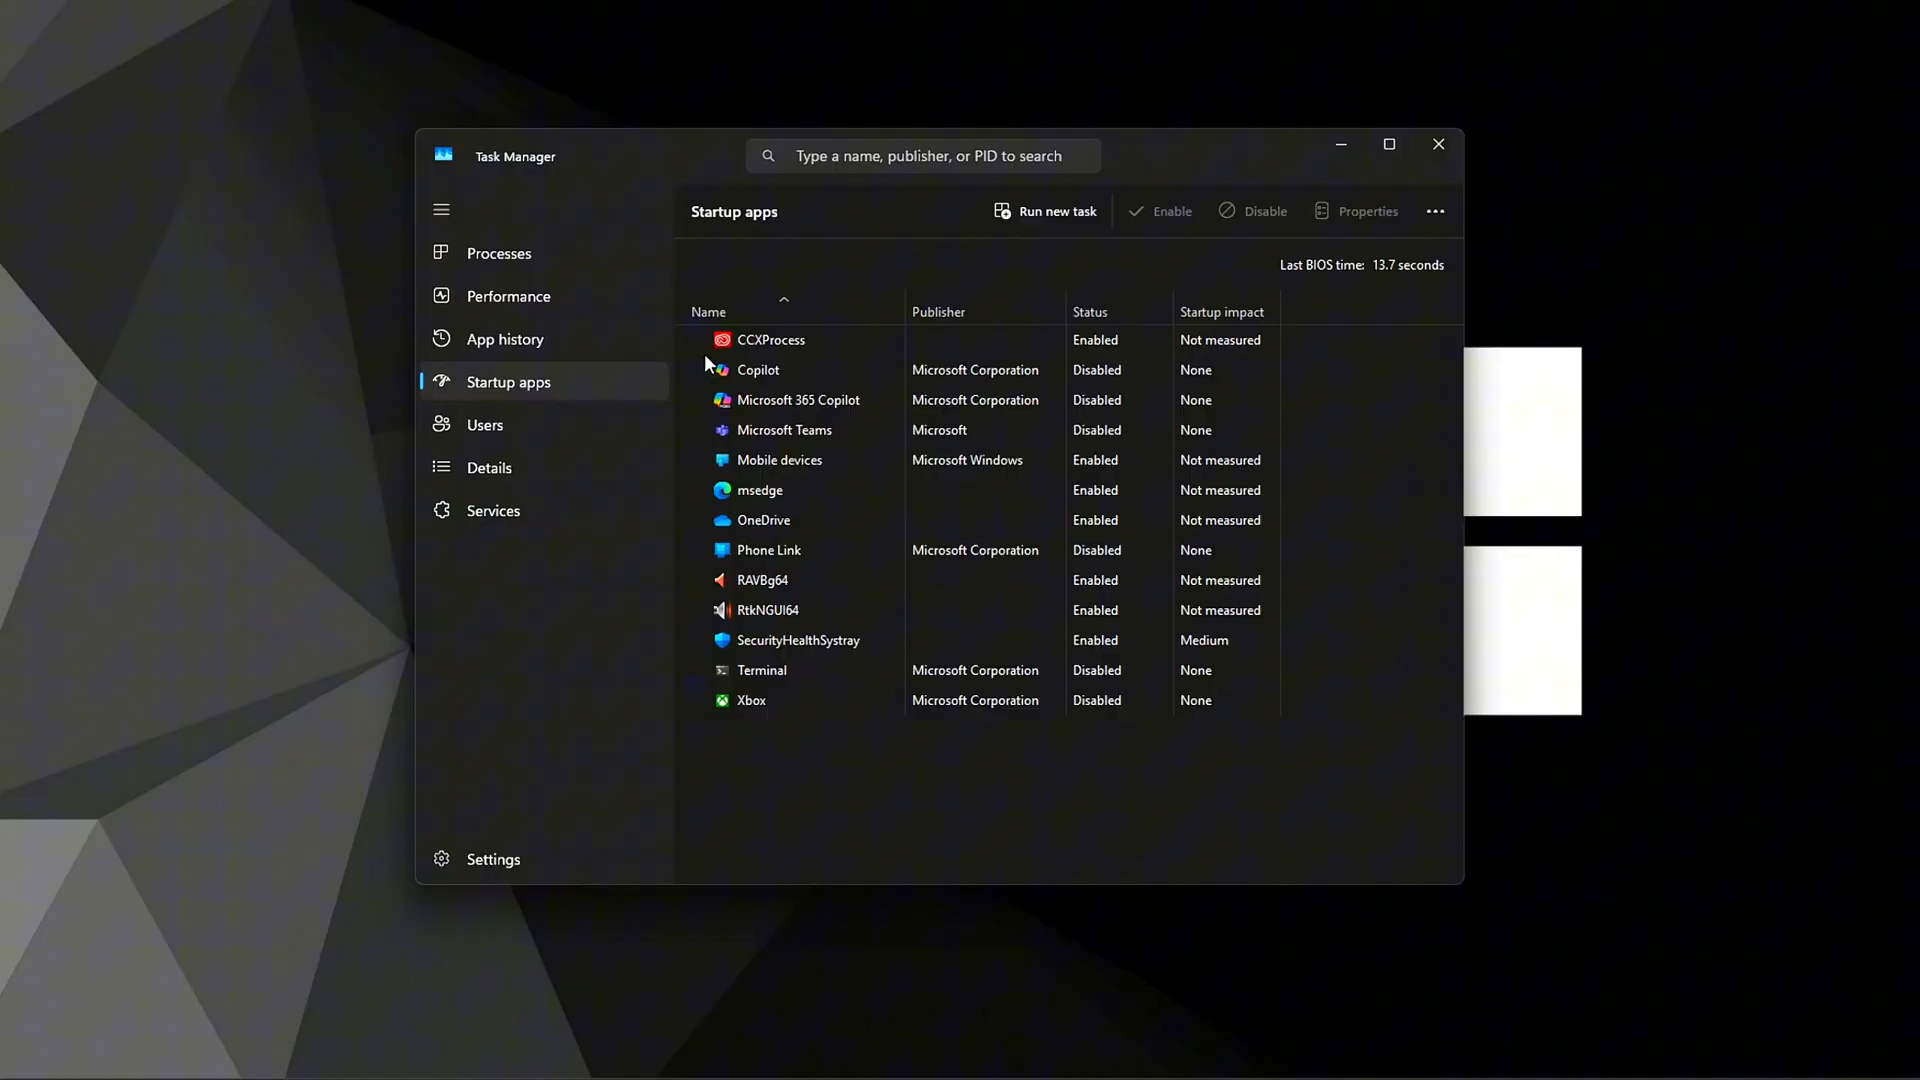 Task Manager
Type a name, publisher, or PID to search
Startup apps
Run new task
Enable
Disable
Properties
Processes
Performance
App history
Startup apps
Users
Details
Services
Settings
Last BIOS time: 13.7 seconds
Name Publisher Status Startup impact
CCXProcess Enabled Not measured
Copilot Microsoft Corporation Disabled None
Microsoft 365 Copilot Microsoft Corporation Disabled None
Microsoft Teams Microsoft Disabled None
Mobile devices Microsoft Windows Enabled Not measured
msedge Enabled Not measured
OneDrive Enabled Not measured
Phone Link Microsoft Corporation Disabled None
RAVBg64 Enabled Not measured
RtkNGUI64 Enabled Not measured
SecurityHealthSystray Enabled Medium
Terminal Microsoft Corporation Disabled None
Xbox Microsoft Corporation Disabled None